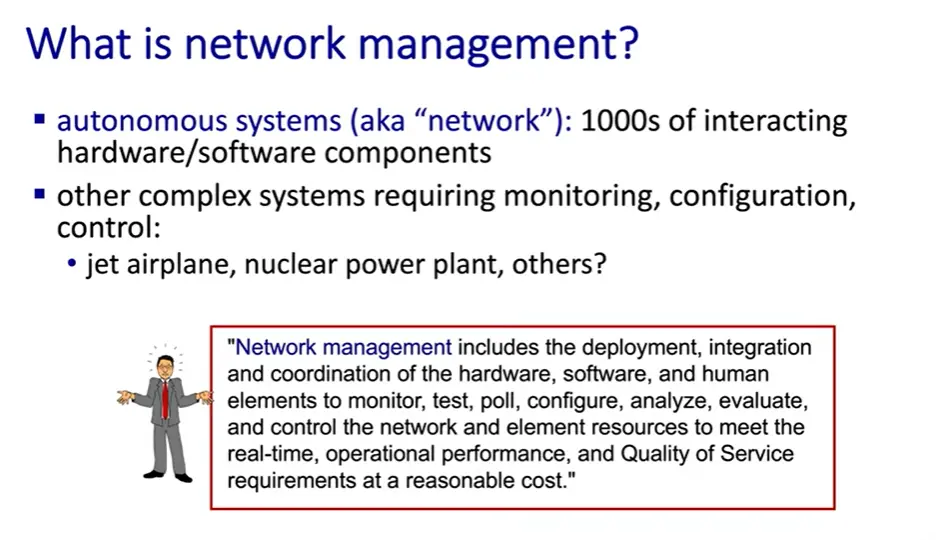 What is network management?
▪ autonomous systems (aka “network”): 1000s of interacting
hardware/software components
▪ other complex systems requiring monitoring, configuration,
control:
• jet airplane, nuclear power plant, others?
"Network management includes the deployment, integration
and coordination of the hardware, software, and human
elements to monitor, test, poll, configure, analyze, evaluate,
and control the network and element resources to meet the
real-time, operational performance, and Quality of Service
requirements at a reasonable cost."